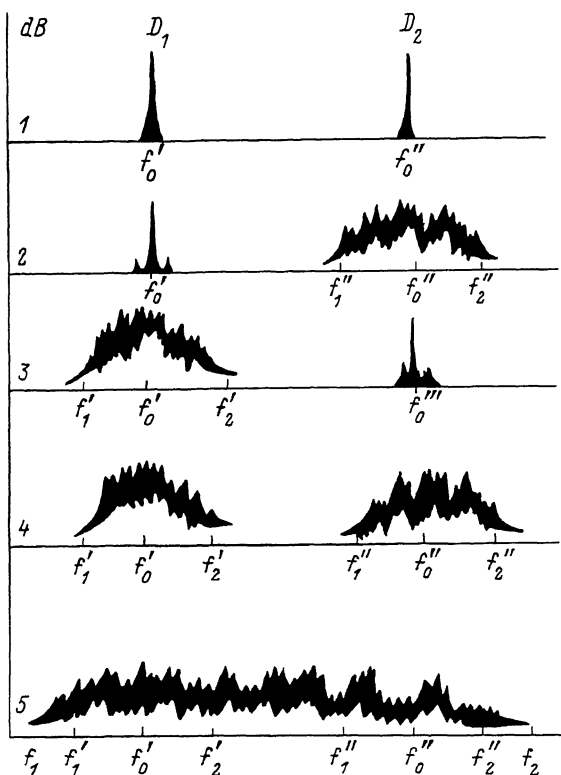 dB D₁ D₂
1
f₀′ f₀″
2
f₀′ f₁″ f₀″ f₂″
3
f₁′ f₀′ f₂′ f₀‴
4
f₁′ f₀′ f₂′ f₁″ f₀″ f₂″
5
f₁ f₁′ f₀′ f₂′ f₁″ f₀″ f₂″ f₂